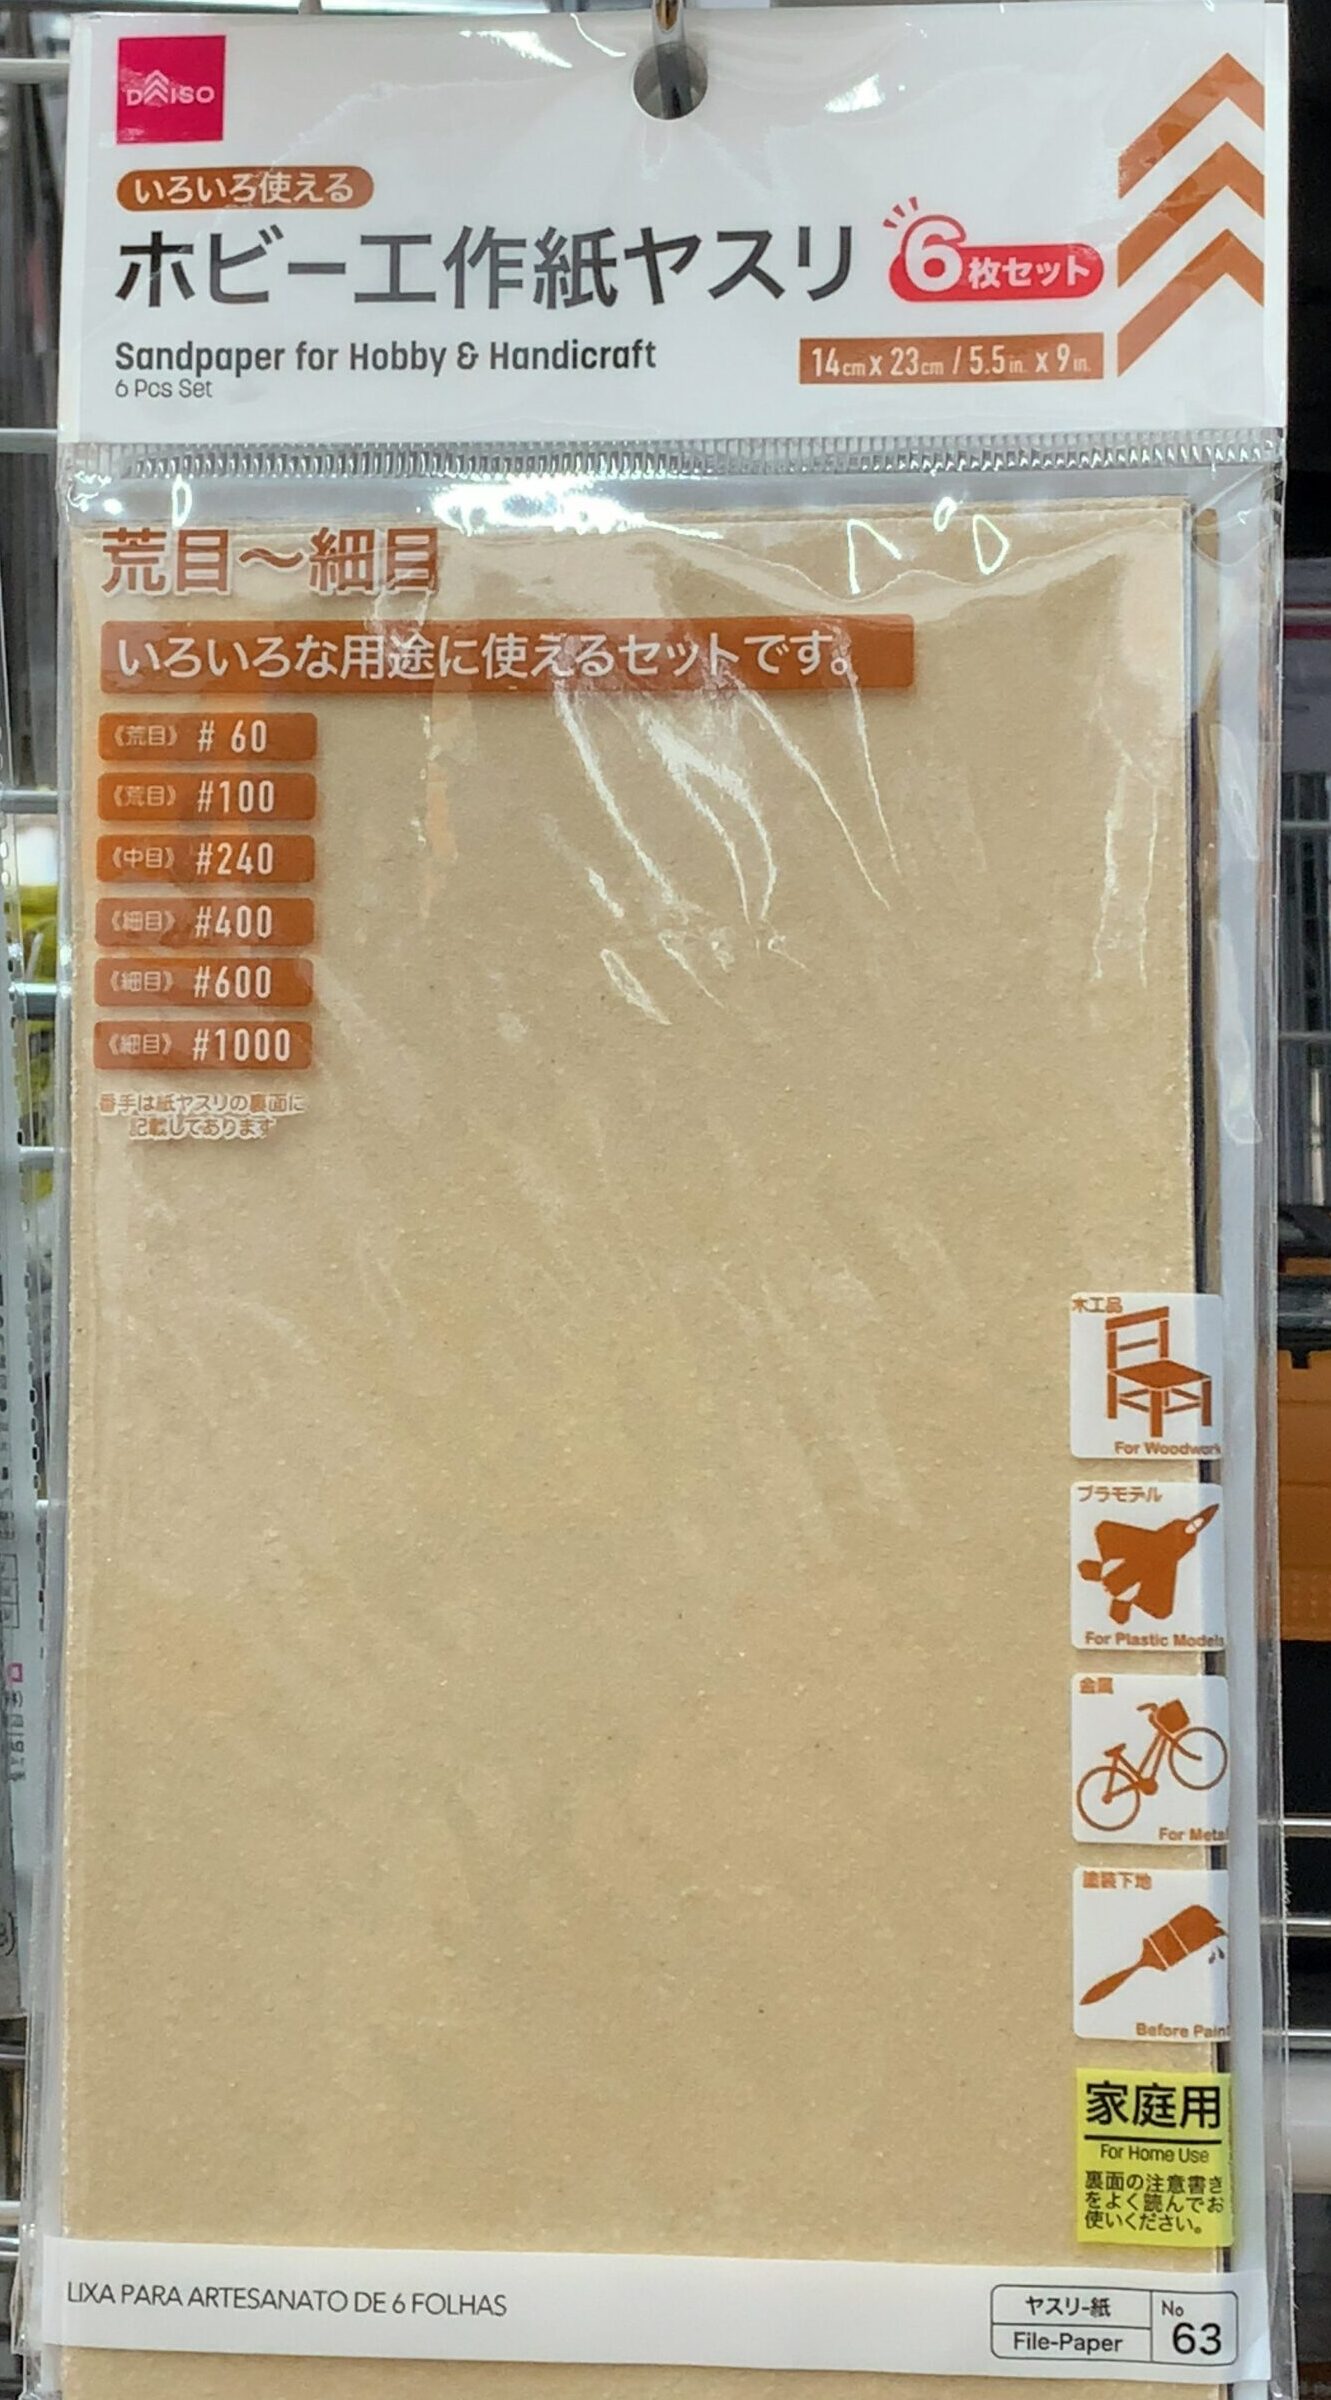 DAISO
いろいろ使える
ホビー工作紙ヤスリ
6枚セット
Sandpaper for Hobby & Handicraft
6 Pcs Set
14cm x 23cm / 5.5in. x 9in.
荒目〜細目
いろいろな用途に使えるセットです。
《荒目》 # 60
《荒目》 #100
《中目》 #240
《細目》 #400
《細目》 #600
《細目》 #1000
番手は紙ヤスリの裏面に
記載してあります
木工品
For Woodwork
プラモデル
For Plastic Models
金属
For Metal
塗装下地
Before Paint
家庭用
For Home Use
裏面の注意書き
をよく読んでお
使いください。
LIXA PARA ARTESANATO DE 6 FOLHAS
ヤスリ-紙
File-Paper
No
63